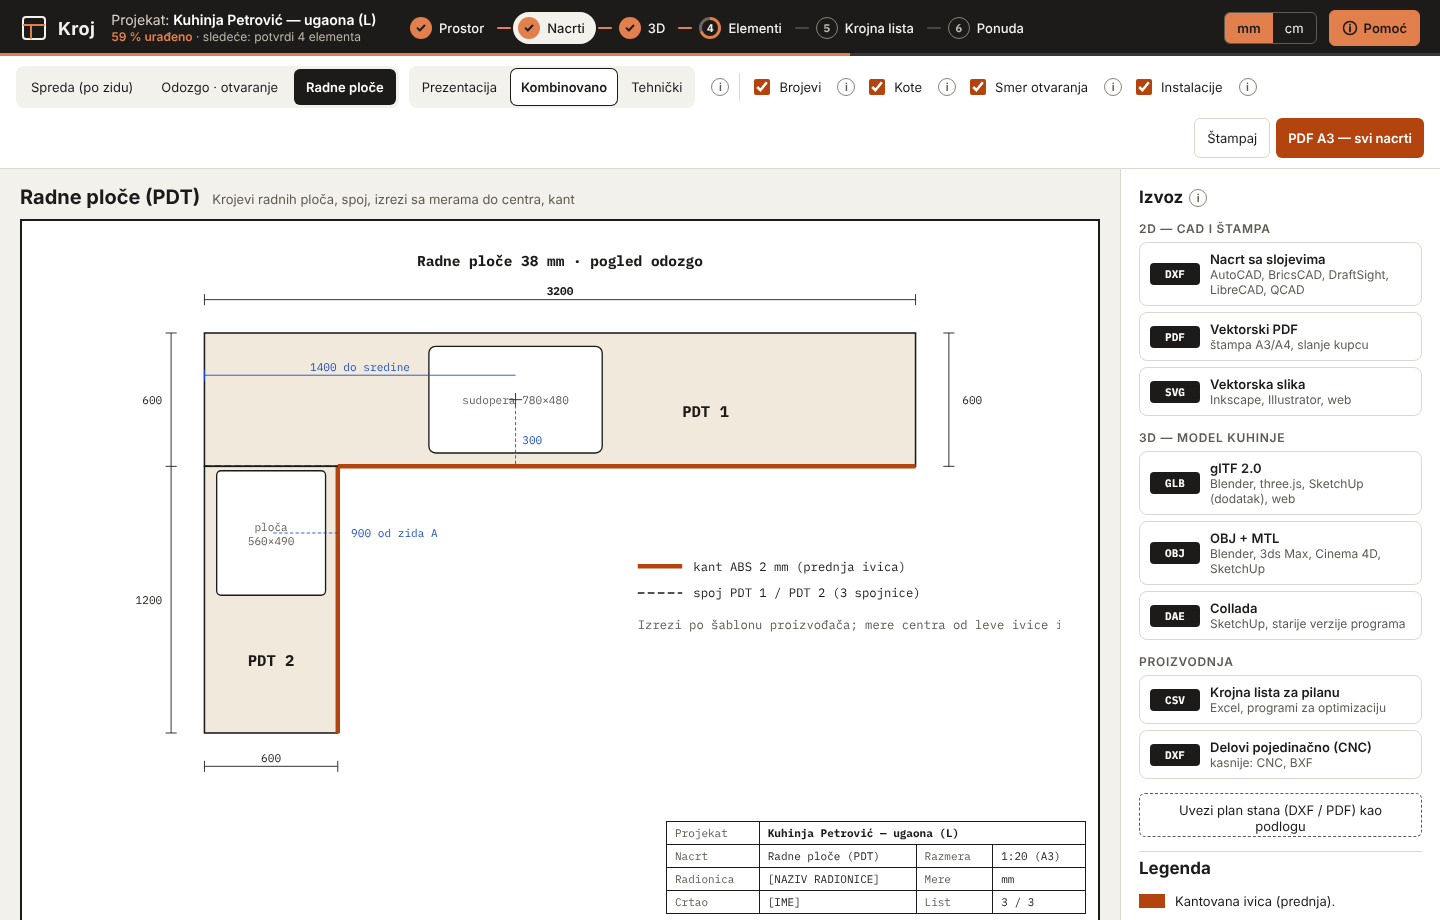 Kroj
Projekat: Kuhinja Petrović — ugaona (L)
59 % urađeno · sledeće: potvrdi 4 elementa
Prostor
Nacrti
3D
4 Elementi
5 Krojna lista
6 Ponuda
mm
cm
i Pomoć
Spreda (po zidu)
Odozgo · otvaranje
Radne ploče
Prezentacija
Kombinovano
Tehnički
i
Brojevi
i
Kote
i
Smer otvaranja
i
Instalacije
i
Štampaj
PDF A3 — svi nacrti
Radne ploče (PDT)
Krojevi radnih ploča, spoj, izrezi sa merama do centra, kant
Radne ploče 38 mm · pogled odozgo
3200
1400 do sredine
600
sudopera 780×480
PDT 1
600
300
ploča
560×490
900 od zida A
kant ABS 2 mm (prednja ivica)
spoj PDT 1 / PDT 2 (3 spojnice)
1200
Izrezi po šablonu proizvođača; mere centra od leve ivice i
PDT 2
600
Projekat Kuhinja Petrović — ugaona (L)
Nacrt Radne ploče (PDT) Razmera 1:20 (A3)
Radionica [NAZIV RADIONICE] Mere mm
Crtao [IME] List 3 / 3
Izvoz i
2D — CAD I ŠTAMPA
DXF
Nacrt sa slojevima
AutoCAD, BricsCAD, DraftSight,
LibreCAD, QCAD
PDF
Vektorski PDF
štampa A3/A4, slanje kupcu
SVG
Vektorska slika
Inkscape, Illustrator, web
3D — MODEL KUHINJE
GLB
glTF 2.0
Blender, three.js, SketchUp
(dodatak), web
OBJ
OBJ + MTL
Blender, 3ds Max, Cinema 4D,
SketchUp
DAE
Collada
SketchUp, starije verzije programa
PROIZVODNJA
CSV
Krojna lista za pilanu
Excel, programi za optimizaciju
DXF
Delovi pojedinačno (CNC)
kasnije: CNC, BXF
Uvezi plan stana (DXF / PDF) kao
podlogu
Legenda
Kantovana ivica (prednja).